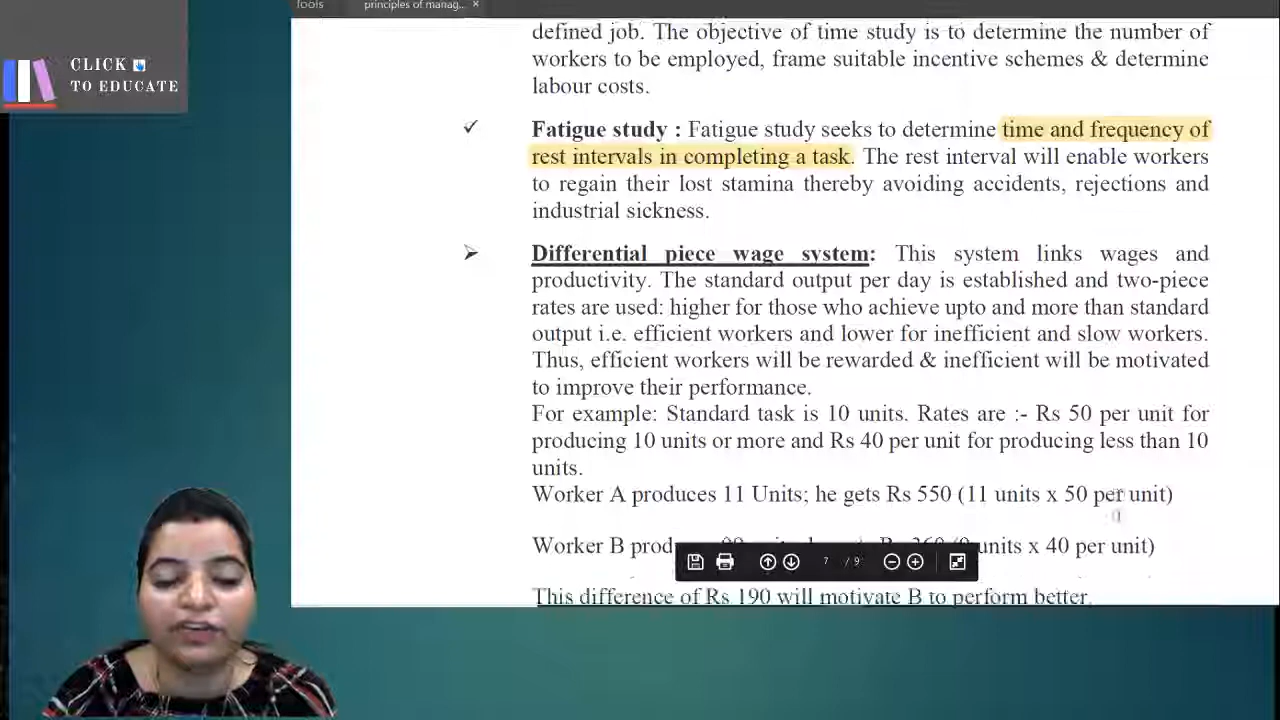 Tools
principles of manag... ×
CLICK
TO EDUCATE
defined job. The objective of time study is to determine the number of
workers to be employed, frame suitable incentive schemes & determine
labour costs.
✓ Fatigue study : Fatigue study seeks to determine time and frequency of
rest intervals in completing a task. The rest interval will enable workers
to regain their lost stamina thereby avoiding accidents, rejections and
industrial sickness.
➢ Differential piece wage system: This system links wages and
productivity. The standard output per day is established and two-piece
rates are used: higher for those who achieve upto and more than standard
output i.e. efficient workers and lower for inefficient and slow workers.
Thus, efficient workers will be rewarded & inefficient will be motivated
to improve their performance.
For example: Standard task is 10 units. Rates are :- Rs 50 per unit for
producing 10 units or more and Rs 40 per unit for producing less than 10
units.
Worker A produces 11 Units; he gets Rs 550 (11 units x 50 per unit)
Worker B units x 40 per unit)
7 / 9
This difference of Rs 190 will motivate B to perform better.